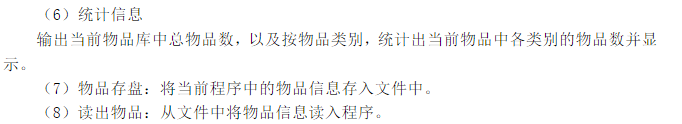 （6）统计信息
输出当前物品库中总物品数，以及按物品类别，统计出当前物品中各类别的物品数并显
示。
（7）物品存盘：将当前程序中的物品信息存入文件中。
（8）读出物品：从文件中将物品信息读入程序。